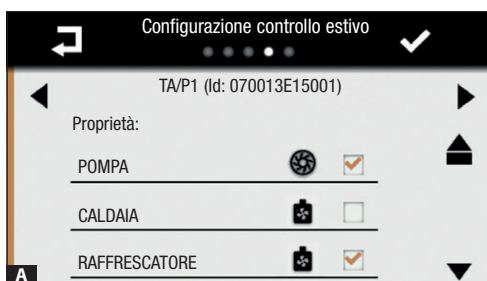 Configurazione controllo estivo
TA/P1 (Id: 070013E15001)
Proprietà:
POMPA
CALDAIA
RAFFRESCATORE
A